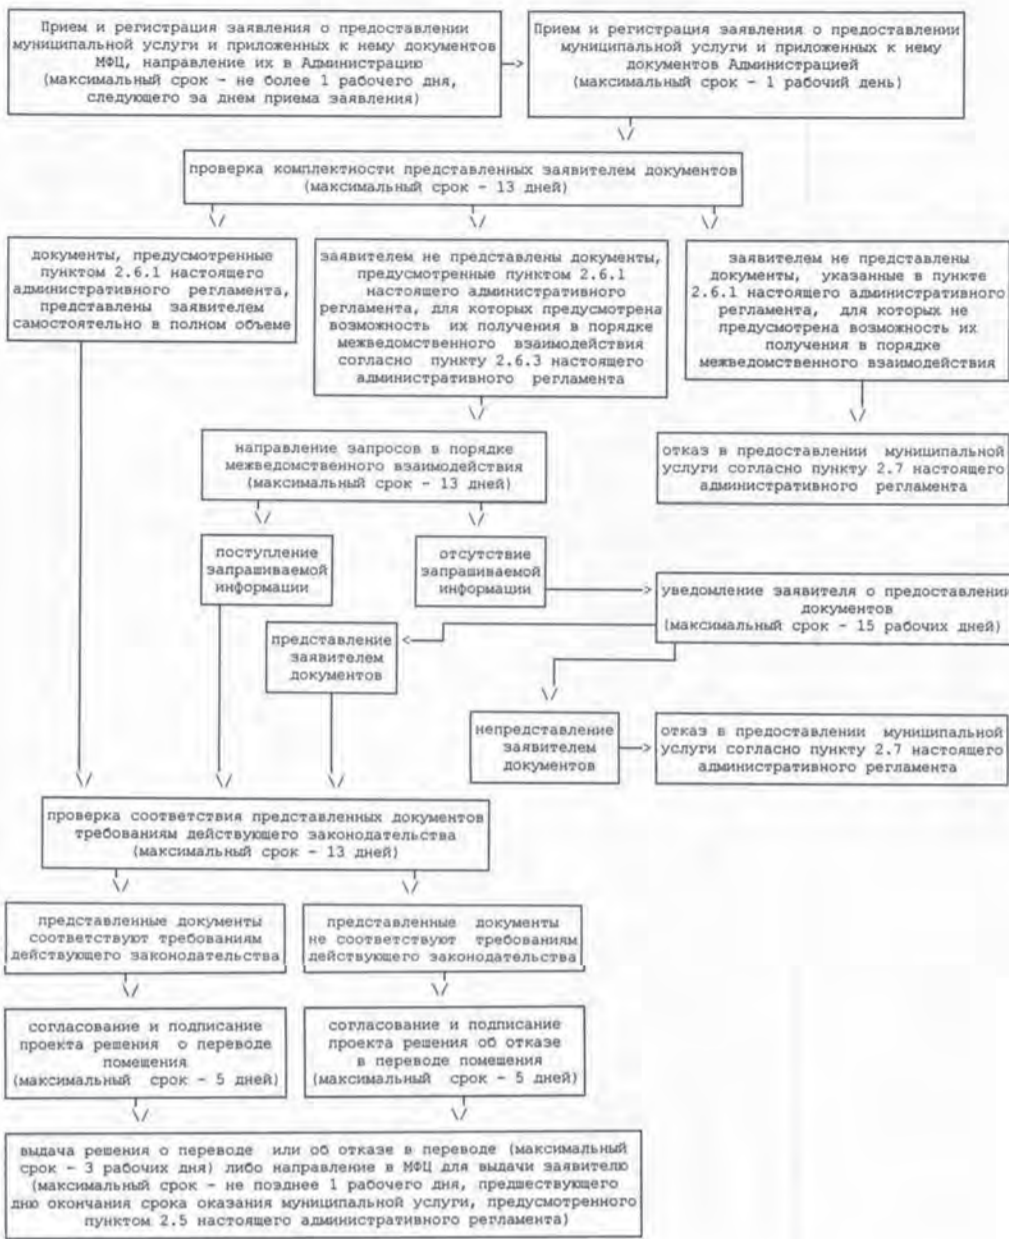 Прием и регистрация заявления о предоставлении
муниципальной услуги и приложенных к нему документов
МФЦ, направление их в Администрацию
(максимальный срок - не более 1 рабочего дня,
следующего за днем приема заявления)
Прием и регистрация заявления о предоставлении
муниципальной услуги и приложенных к нему
документов Администрацией
(максимальный срок - 1 рабочий день)
проверка комплектности представленных заявителем документов
(максимальный срок - 13 дней)
документы, предусмотренные
пунктом 2.6.1 настоящего
административного регламента,
представлены заявителем
самостоятельно в полном объеме
заявителем не представлены документы,
предусмотренные пунктом 2.6.1
настоящего административного
регламента, для которых предусмотрена
возможность их получения в порядке
межведомственного взаимодействия
согласно пункту 2.6.3 настоящего
административного регламента
заявителем не представлены
документы, указанные в пункте
2.6.1 настоящего административного
регламента, для которых не
предусмотрена возможность их
получения в порядке
межведомственного взаимодействия
направление запросов в порядке
межведомственного взаимодействия
(максимальный срок - 13 дней)
отказ в предоставлении муниципальной
услуги согласно пункту 2.7 настоящего
административного регламента
поступление
запрашиваемой
информации
отсутствие
запрашиваемой
информации
уведомление заявителя о предоставлении
документов
(максимальный срок - 15 рабочих дней)
представление
заявителем
документов
непредставление
заявителем
документов
отказ в предоставлении муниципальной
услуги согласно пункту 2.7 настоящего
административного регламента
проверка соответствия представленных документов
требованиям действующего законодательства
(максимальный срок - 13 дней)
представленные документы
соответствуют требованиям
действующего законодательства
представленные документы
не соответствуют требованиям
действующего законодательства
согласование и подписание
проекта решения о переводе
помещения
(максимальный срок - 5 дней)
согласование и подписание
проекта решения об отказе
в переводе помещения
(максимальный срок - 5 дней)
выдача решения о переводе или об отказе в переводе (максимальный
срок - 3 рабочих дня) либо направление в МФЦ для выдачи заявителю
(максимальный срок - не позднее 1 рабочего дня, предшествующего
дню окончания срока оказания муниципальной услуги, предусмотренного
пунктом 2.5 настоящего административного регламента)